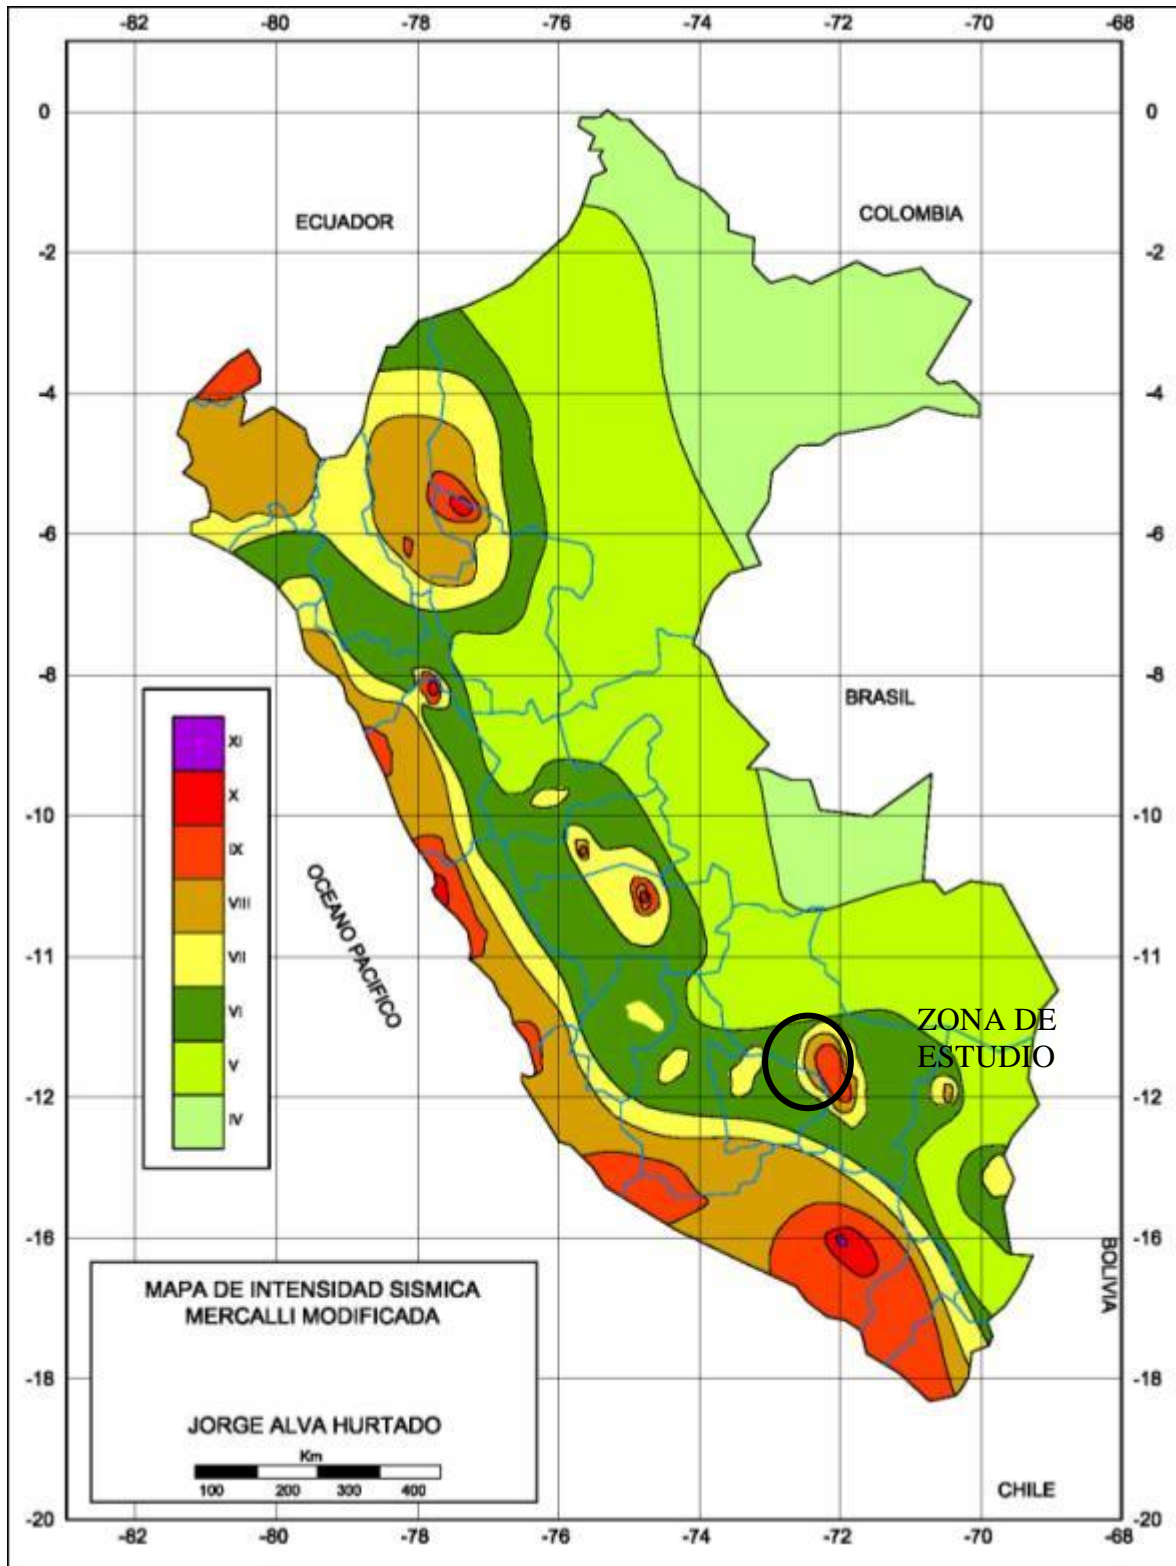 -82 -80 -78 -76 -74 -72 -70 -68
0 0
ECUADOR
COLOMBIA
-2 -2
-4 -4
-6 -6
-8 -8
BRASIL
XI
X
IX
VIII
VII
VI
V
IV
-10 -10
OCEANO PACIFICO
-11 -11
ZONA DE
ESTUDIO
-12 -12
-16 -16
BOLIVIA
MAPA DE INTENSIDAD SISMICA
MERCALLI MODIFICADA
-18 -18
JORGE ALVA HURTADO
Km
100 200 300 400
CHILE
-20 -20
-82 -80 -78 -76 -74 -72 -70 -68